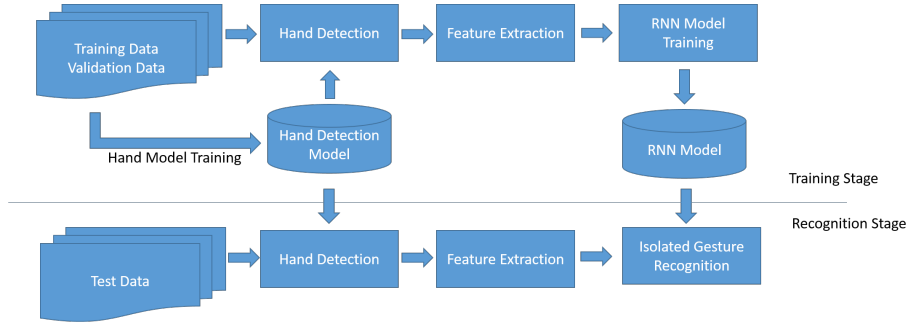 Training Data
Validation Data
Hand Detection
Feature Extraction
RNN Model
Training
Hand Model Training
Hand Detection
Model
RNN Model
Training Stage
Recognition Stage
Test Data
Hand Detection
Feature Extraction
Isolated Gesture
Recognition